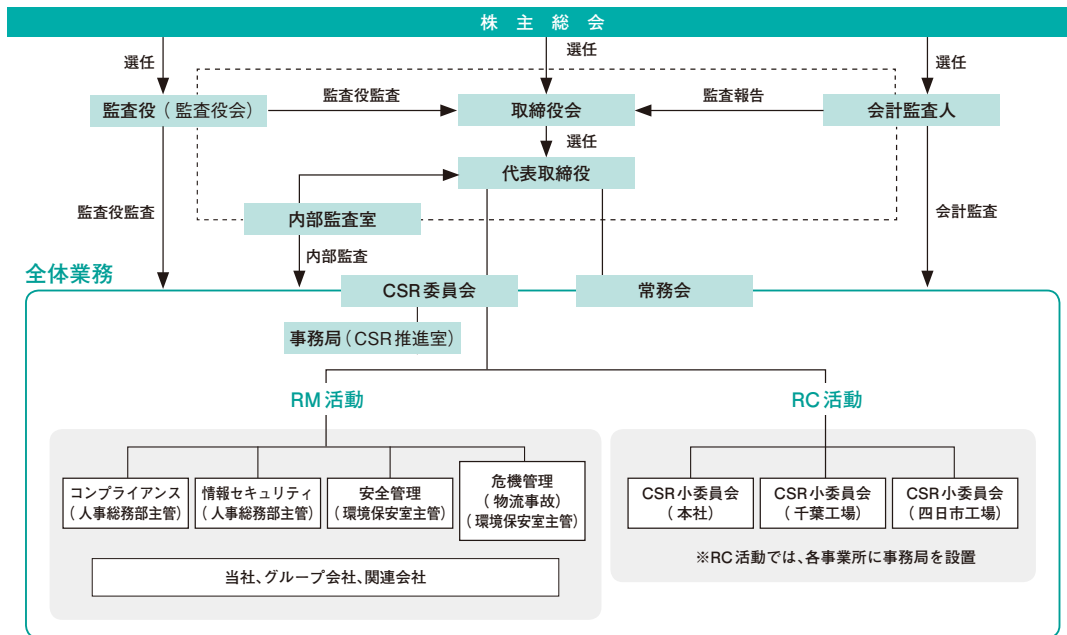 株主総会
選任
選任
選任
監査役（監査役会）
監査役監査
取締役会
監査報告
会計監査人
選任
代表取締役
監査役監査
内部監査室
会計監査
内部監査
全体業務
CSR委員会
常務会
事務局（CSR推進室）
RM活動
RC活動
コンプライアンス
（人事総務部主管）
情報セキュリティ
（人事総務部主管）
安全管理
（環境保安室主管）
危機管理
（物流事故）
（環境保安室主管）
CSR小委員会
（本社）
CSR小委員会
（千葉工場）
CSR小委員会
（四日市工場）
※RC活動では、各事業所に事務局を設置
当社、グループ会社、関連会社